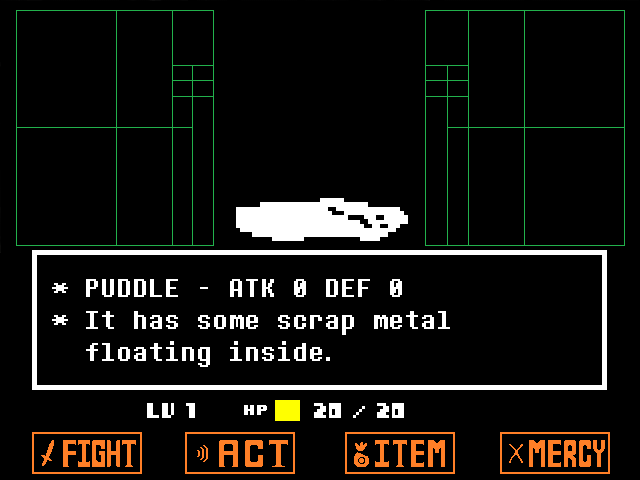 * PUDDLE - ATK 0 DEF 0
* It has some scrap metal
floating inside.
LV 1 HP 20 / 20
FIGHT ACT ITEM MERCY